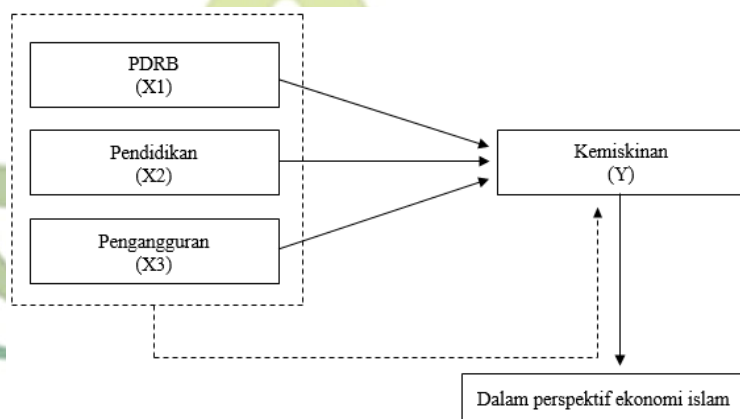 PDRB
(X1)
Pendidikan
(X2)
Pengangguran
(X3)
Kemiskinan
(Y)
Dalam perspektif ekonomi islam